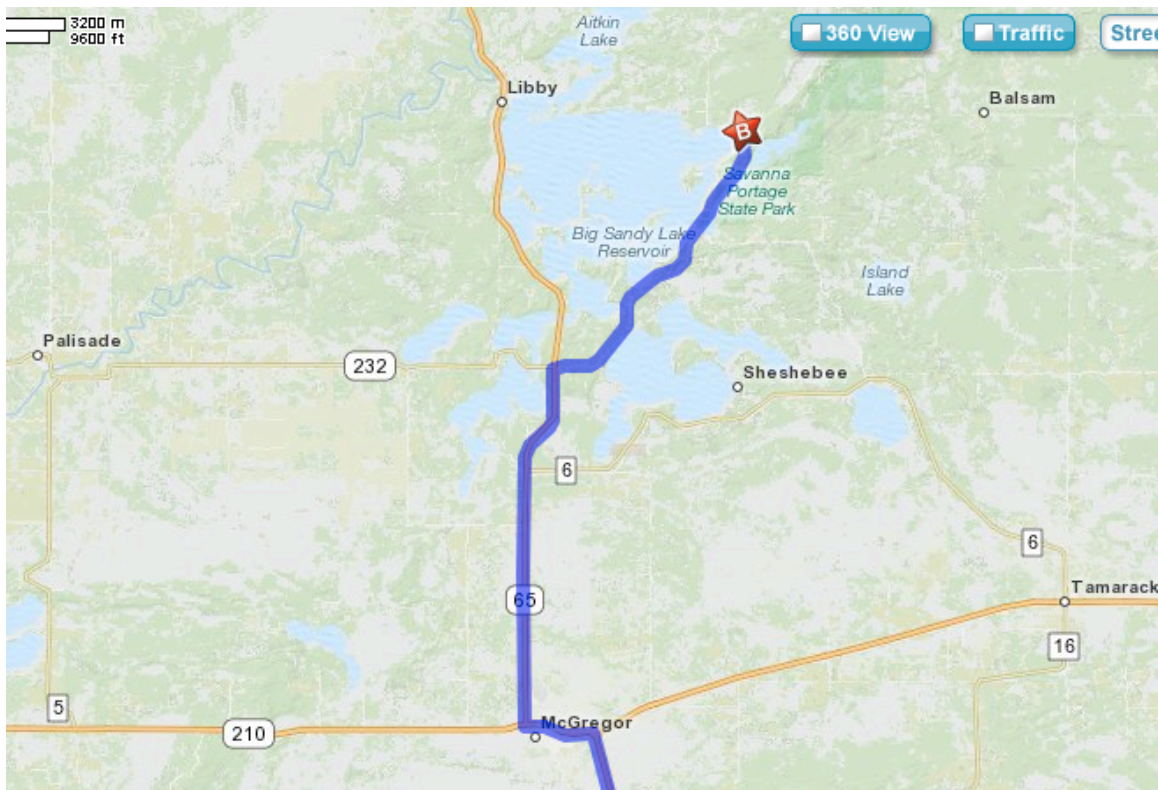 3200 m
9600 ft
Aitkin
Lake
360 View
Traffic
Stree
Libby
Balsam
B
Savanna
Portage
State Park
Big Sandy Lake
Reservoir
Island
Lake
Palisade
232
Sheshebee
6
6
65
Tamarack
16
5
210
McGregor